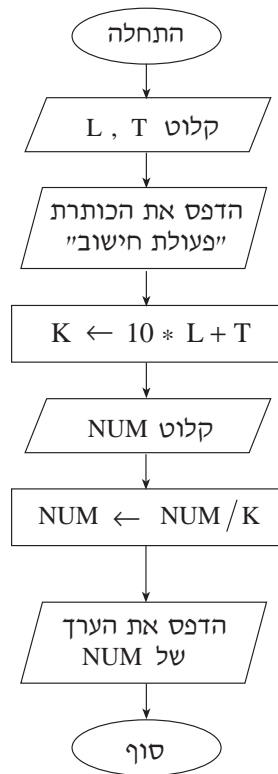 התחלה
קלוט L , T
הדפס את הכותרת
"פעולת חישוב"
K ← 10 * L + T
קלוט NUM
NUM ← NUM / K
הדפס את הערך
של NUM
סוף